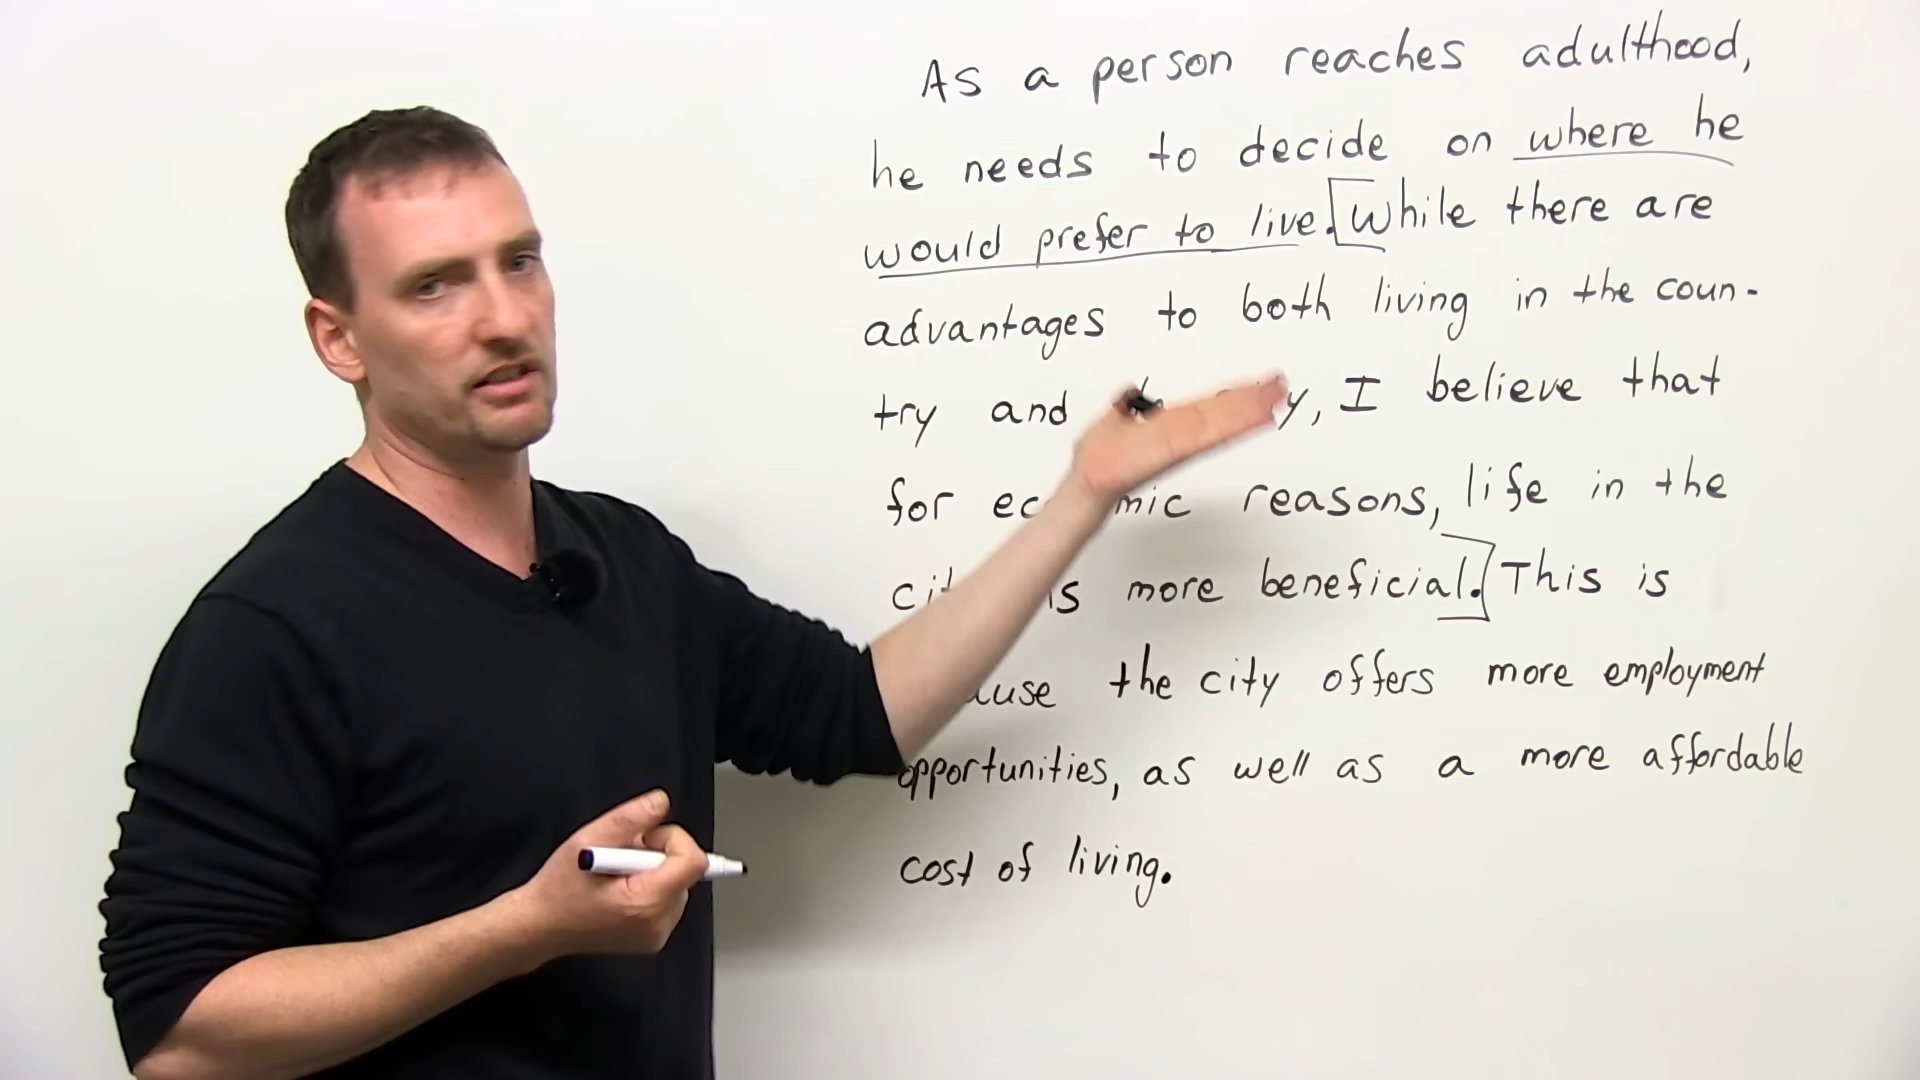 As a person reaches adulthood,
he needs to decide on where he
would prefer to live. While there are
advantages to both living in the coun-
try and y, I believe that
for ec mic reasons, life in the
cit is more beneficial. This is
ause the city offers more employment
opportunities, as well as a more affordable
cost of living.